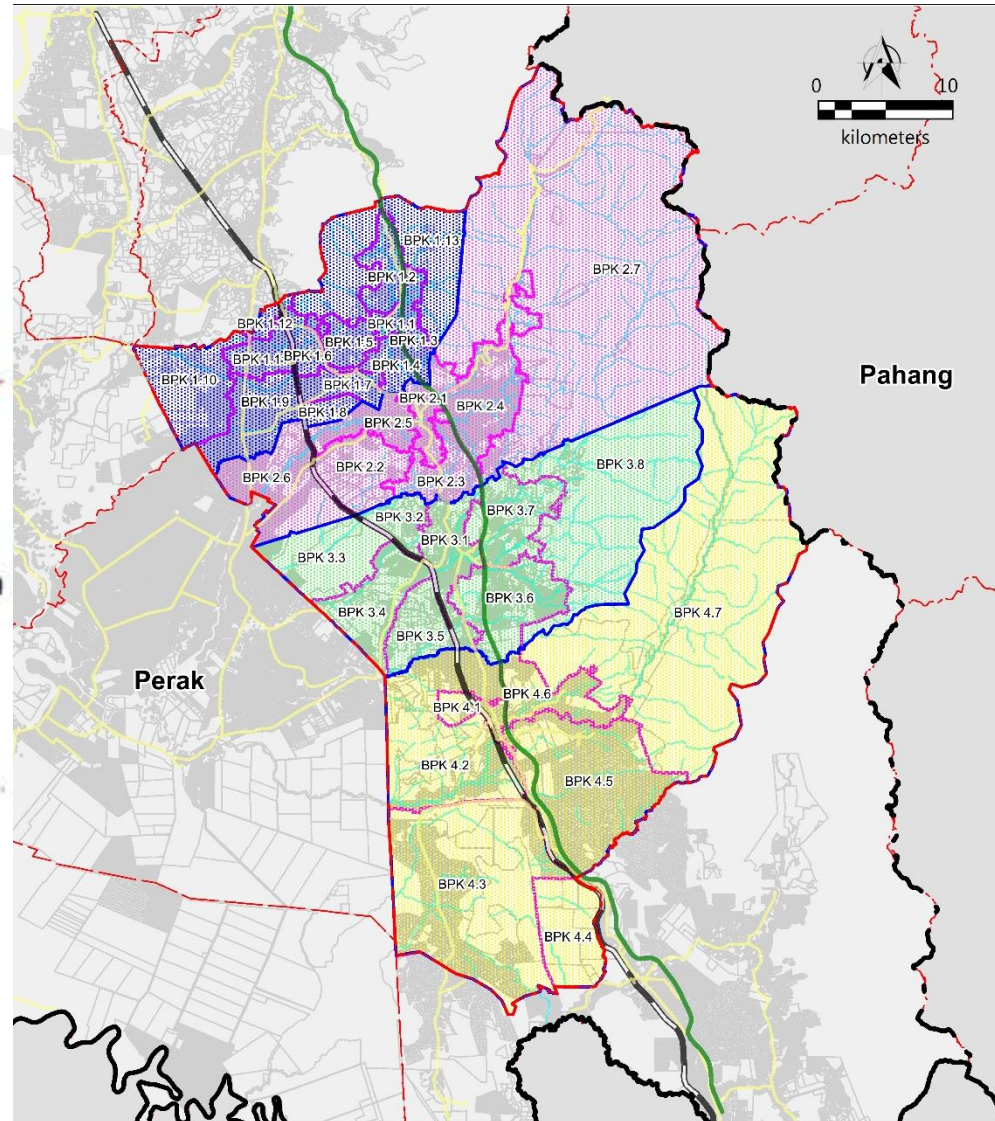 0 10
kilometers
BPK 1.13
BPK 1.2
BPK 2.7
BPK 1.12
BPK 1.1
BPK 1.5
BPK 1.3
BPK 1.6
BPK 1.4
BPK 1.10
BPK 1.7
BPK 1.9
BPK 1.8
BPK 2.1
BPK 2.4
BPK 2.5
Pahang
BPK 2.2
BPK 2.6
BPK 2.3
BPK 3.8
BPK 3.2
BPK 3.7
BPK 3.1
BPK 3.3
BPK 3.6
BPK 3.4
BPK 3.5
BPK 4.7
Perak
BPK 4.6
BPK 4.1
BPK 4.2
BPK 4.5
BPK 4.3
BPK 4.4